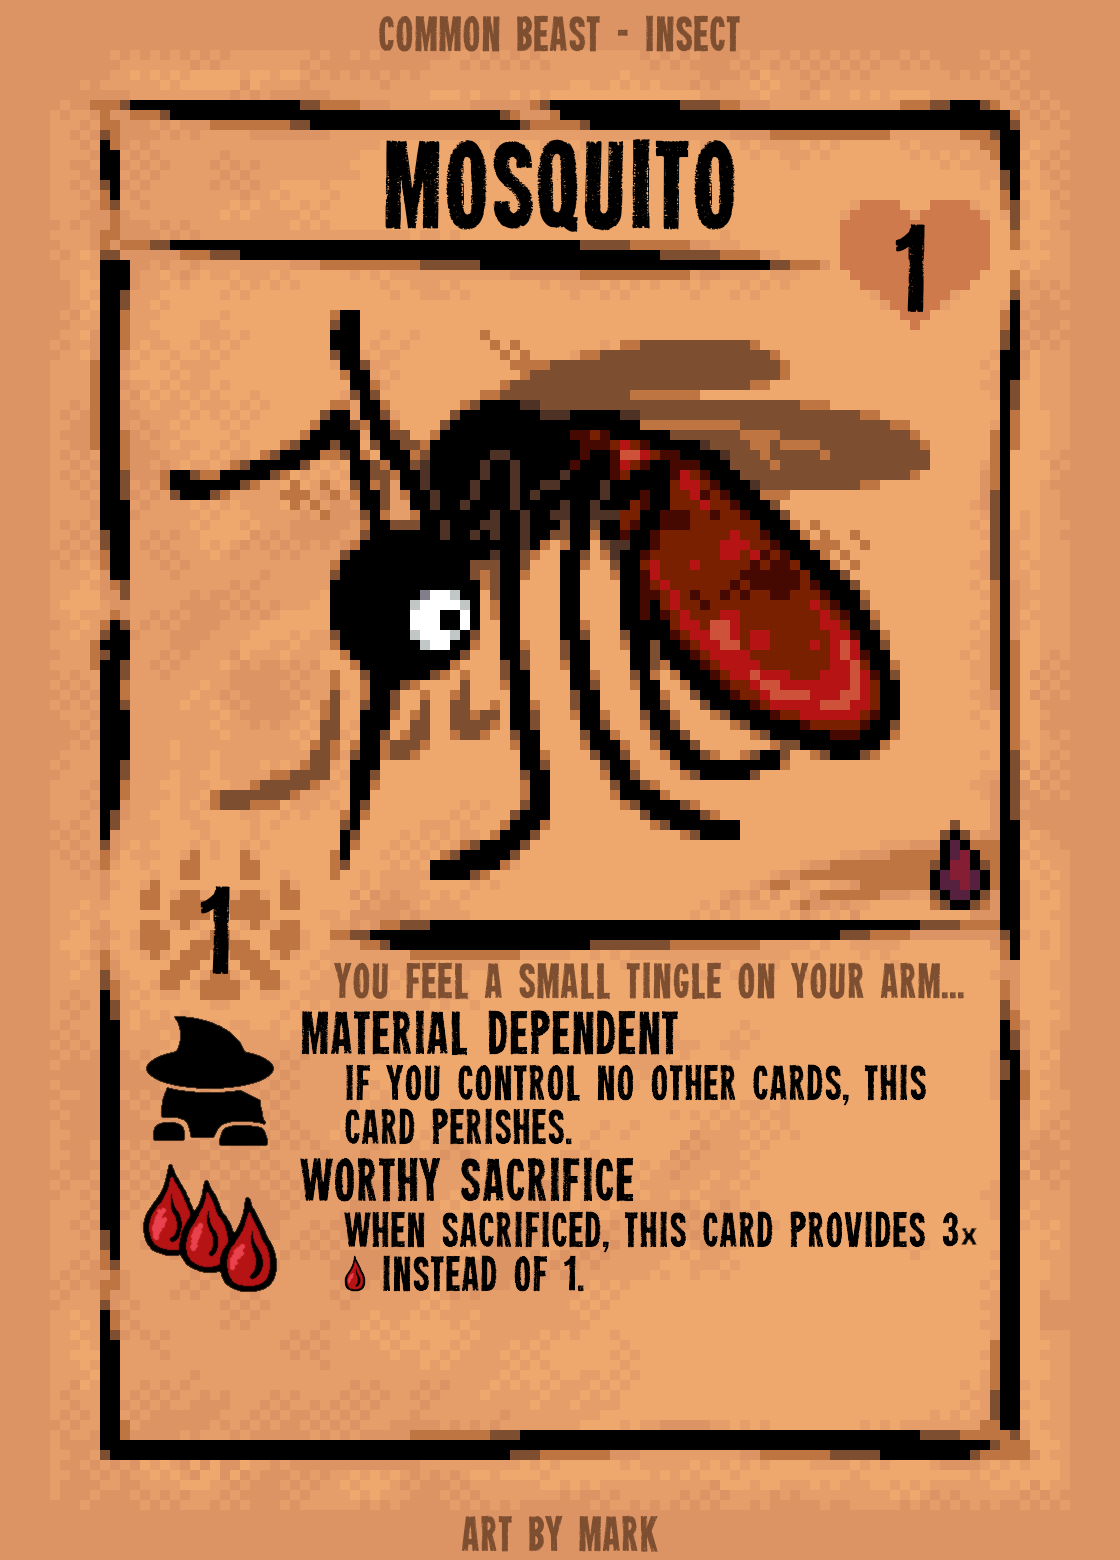 COMMON BEAST - INSECT
MOSQUITO
1
1
YOU FEEL A SMALL TINGLE ON YOUR ARM...
MATERIAL DEPENDENT
IF YOU CONTROL NO OTHER CARDS, THIS
CARD PERISHES.
WORTHY SACRIFICE
WHEN SACRIFICED, THIS CARD PROVIDES 3x
INSTEAD OF 1.
ART BY MARK